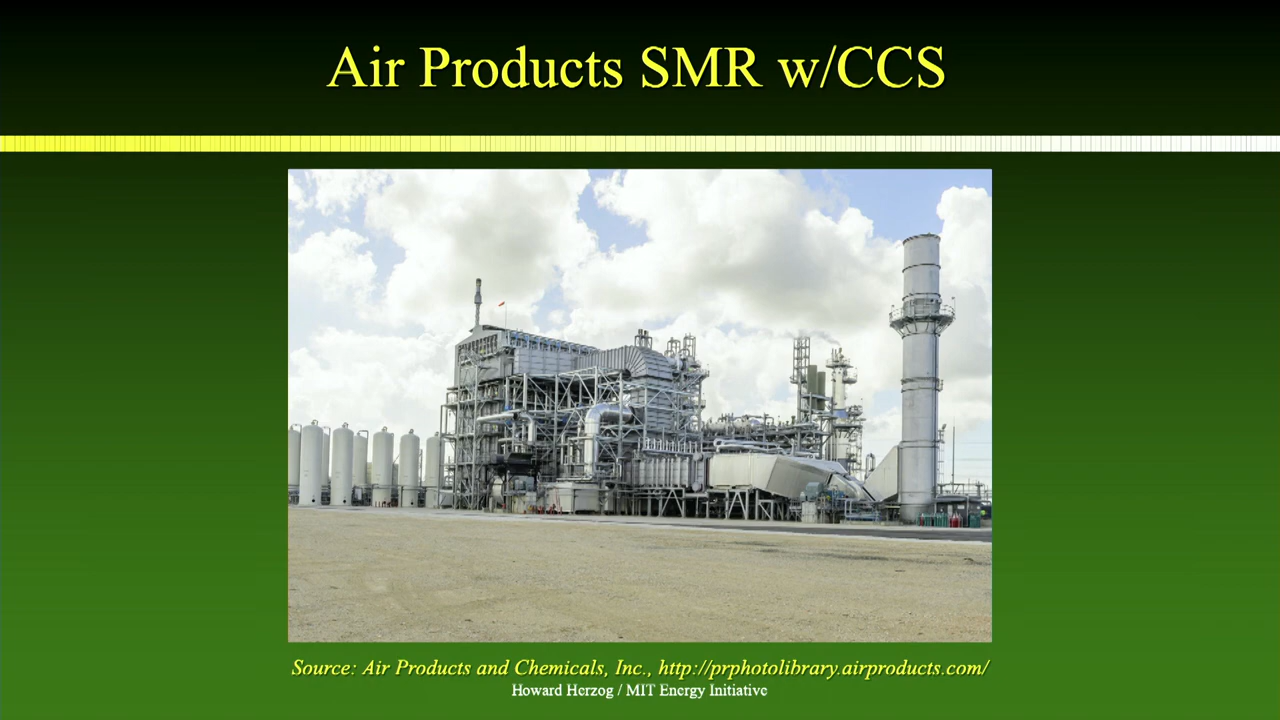 Air Products SMR w/CCS
Source: Air Products and Chemicals, Inc., http://prphotolibrary.airproducts.com/
Howard Herzog / MIT Energy Initiative